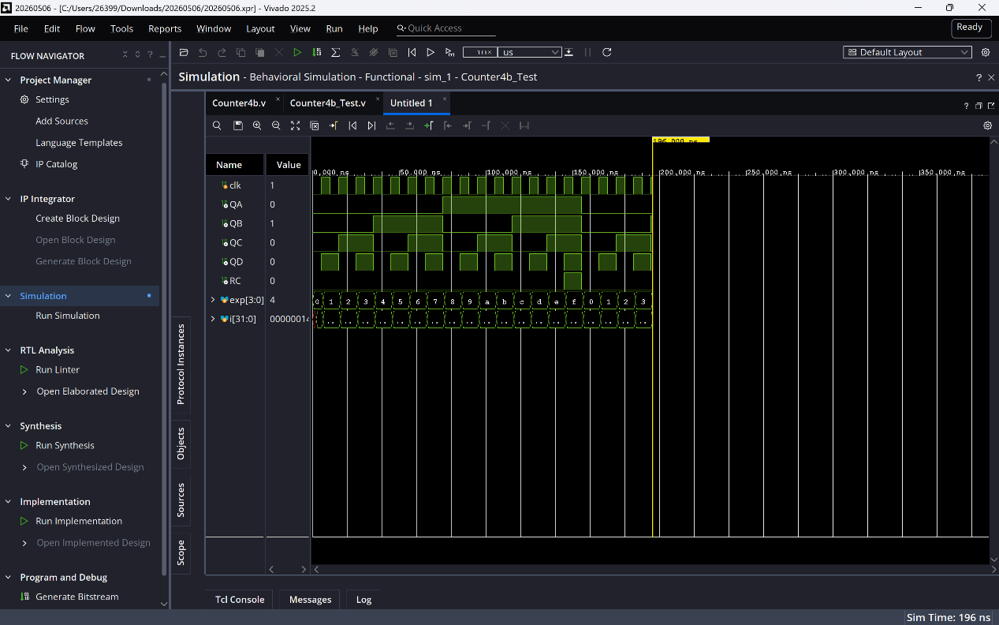 20260506 - [C:/Users/26399/Downloads/20260506/20260506.xpr] - Vivado 2025.2
File Edit Flow Tools Reports Window Layout View Run Help Quick Access Ready
FLOW NAVIGATOR
us
Default Layout
Project Manager
Settings
Add Sources
Language Templates
IP Catalog
IP Integrator
Create Block Design
Open Block Design
Generate Block Design
Simulation
Run Simulation
RTL Analysis
Run Linter
Open Elaborated Design
Synthesis
Run Synthesis
Open Synthesized Design
Implementation
Run Implementation
Open Implemented Design
Program and Debug
Generate Bitstream
Simulation - Behavioral Simulation - Functional - sim_1 - Counter4b_Test
Counter4b.v Counter4b_Test.v Untitled 1
Protocol Instances
Objects
Sources
Scope
196.000 ns
Name Value 0.000 ns 50.000 ns 100.000 ns 150.000 ns 200.000 ns 250.000 ns 300.000 ns 350.000 ns
clk 1
QA 0
QB 1
QC 0
QD 0
RC 0
exp[3:0] 4 0 1 2 3 4 5 6 7 8 9 a b c d e f 0 1 2 3
i[31:0] .. .. .. .. .. .. .. .. .. .. .. .. .. .. .. .. .. .. ..
Tcl Console Messages Log
Sim Time: 196 ns